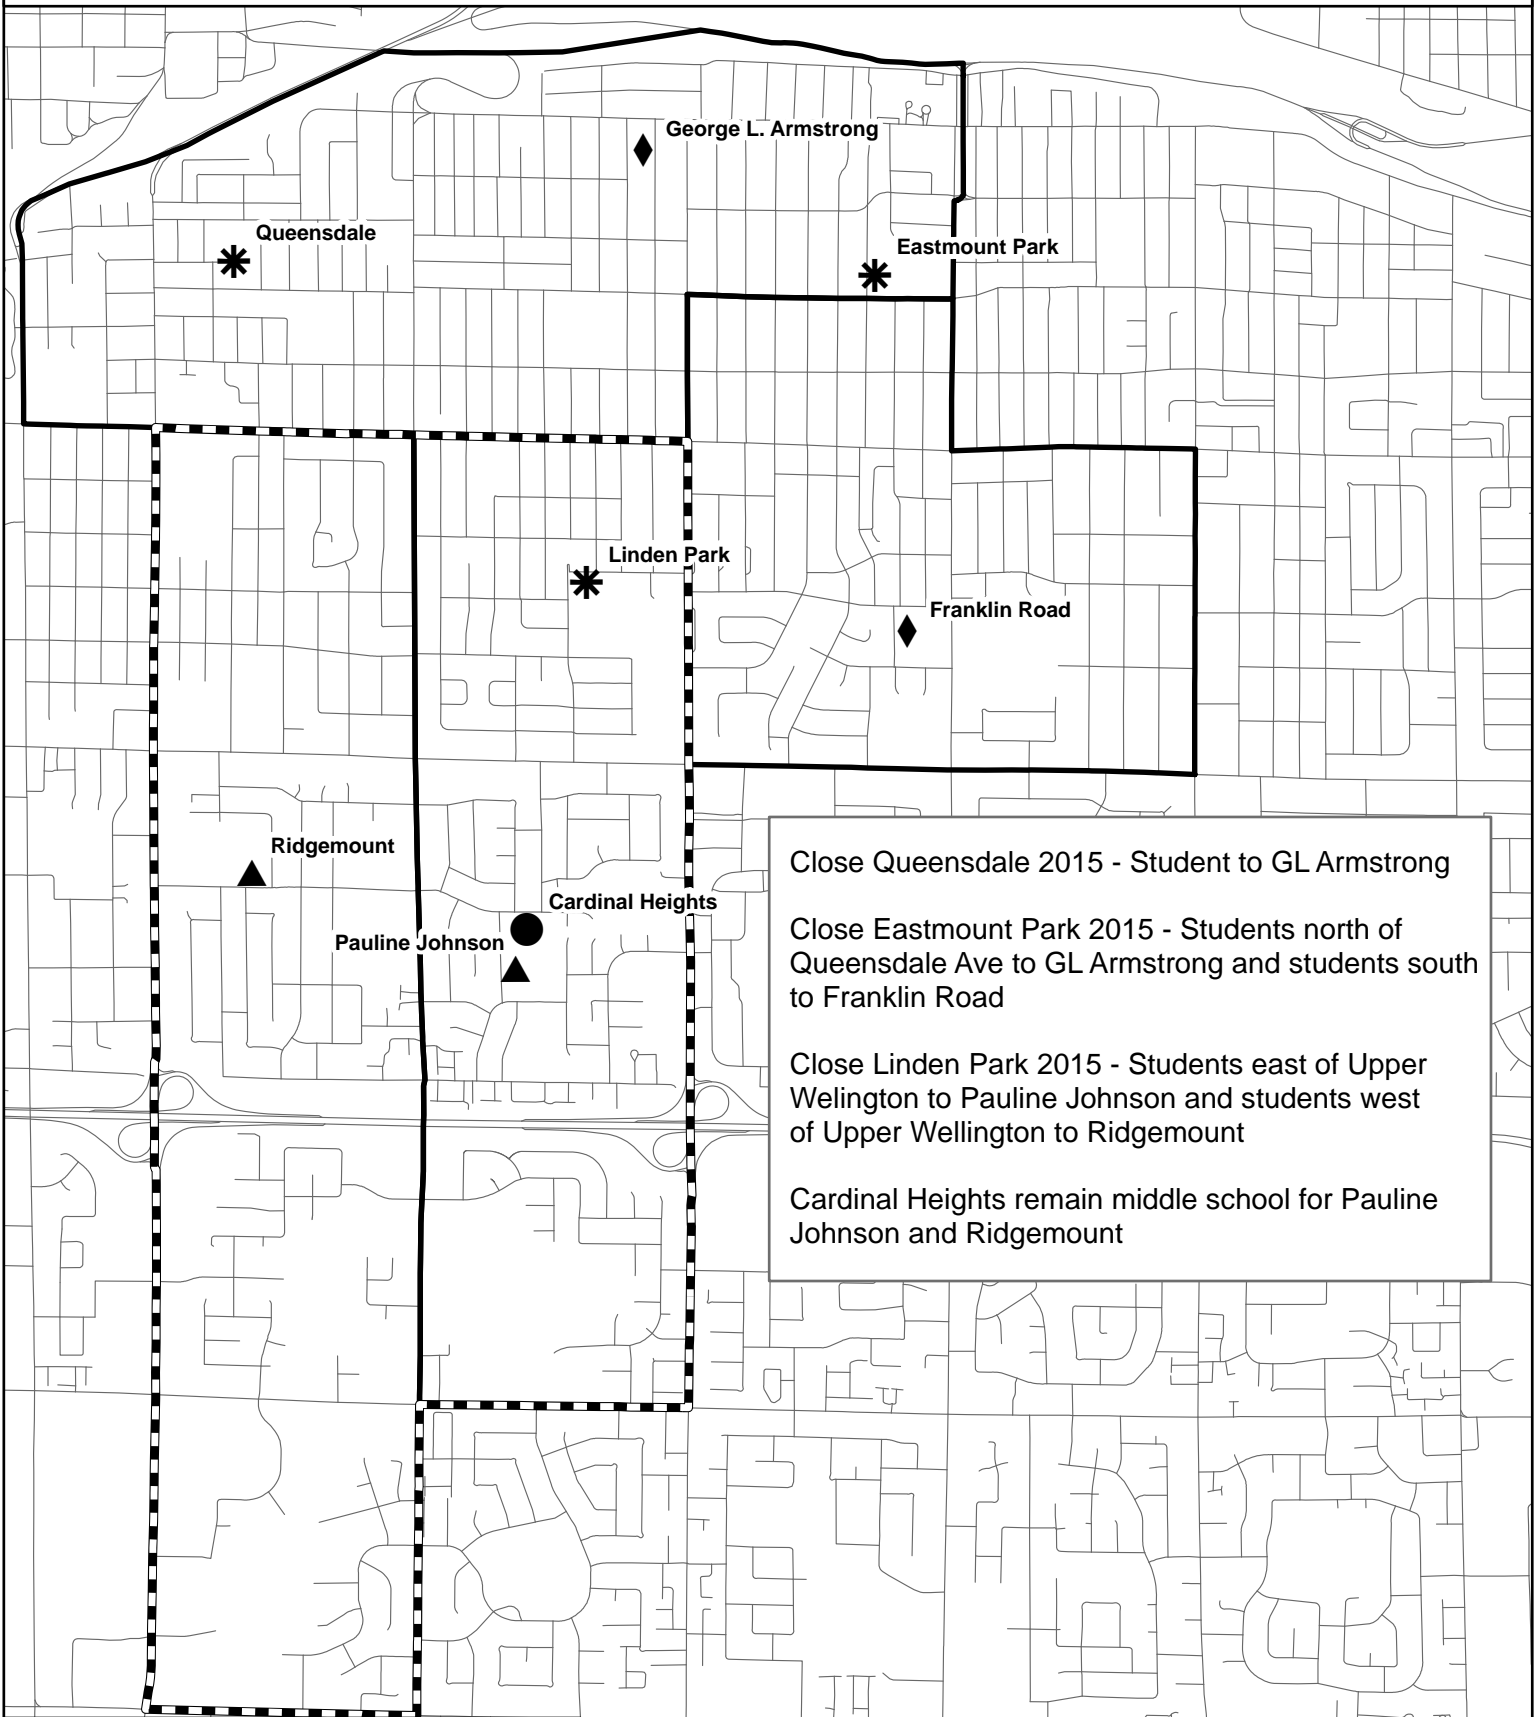 George L. Armstrong
Queensdale
Eastmount Park
Linden Park
Franklin Road
Ridgemount
Cardinal Heights
Pauline Johnson
Close Queensdale 2015 - Student to GL Armstrong
Close Eastmount Park 2015 - Students north of
Queensdale Ave to GL Armstrong and students south
to Franklin Road
Close Linden Park 2015 - Students east of Upper
Welington to Pauline Johnson and students west
of Upper Wellington to Ridgemount
Cardinal Heights remain middle school for Pauline
Johnson and Ridgemount